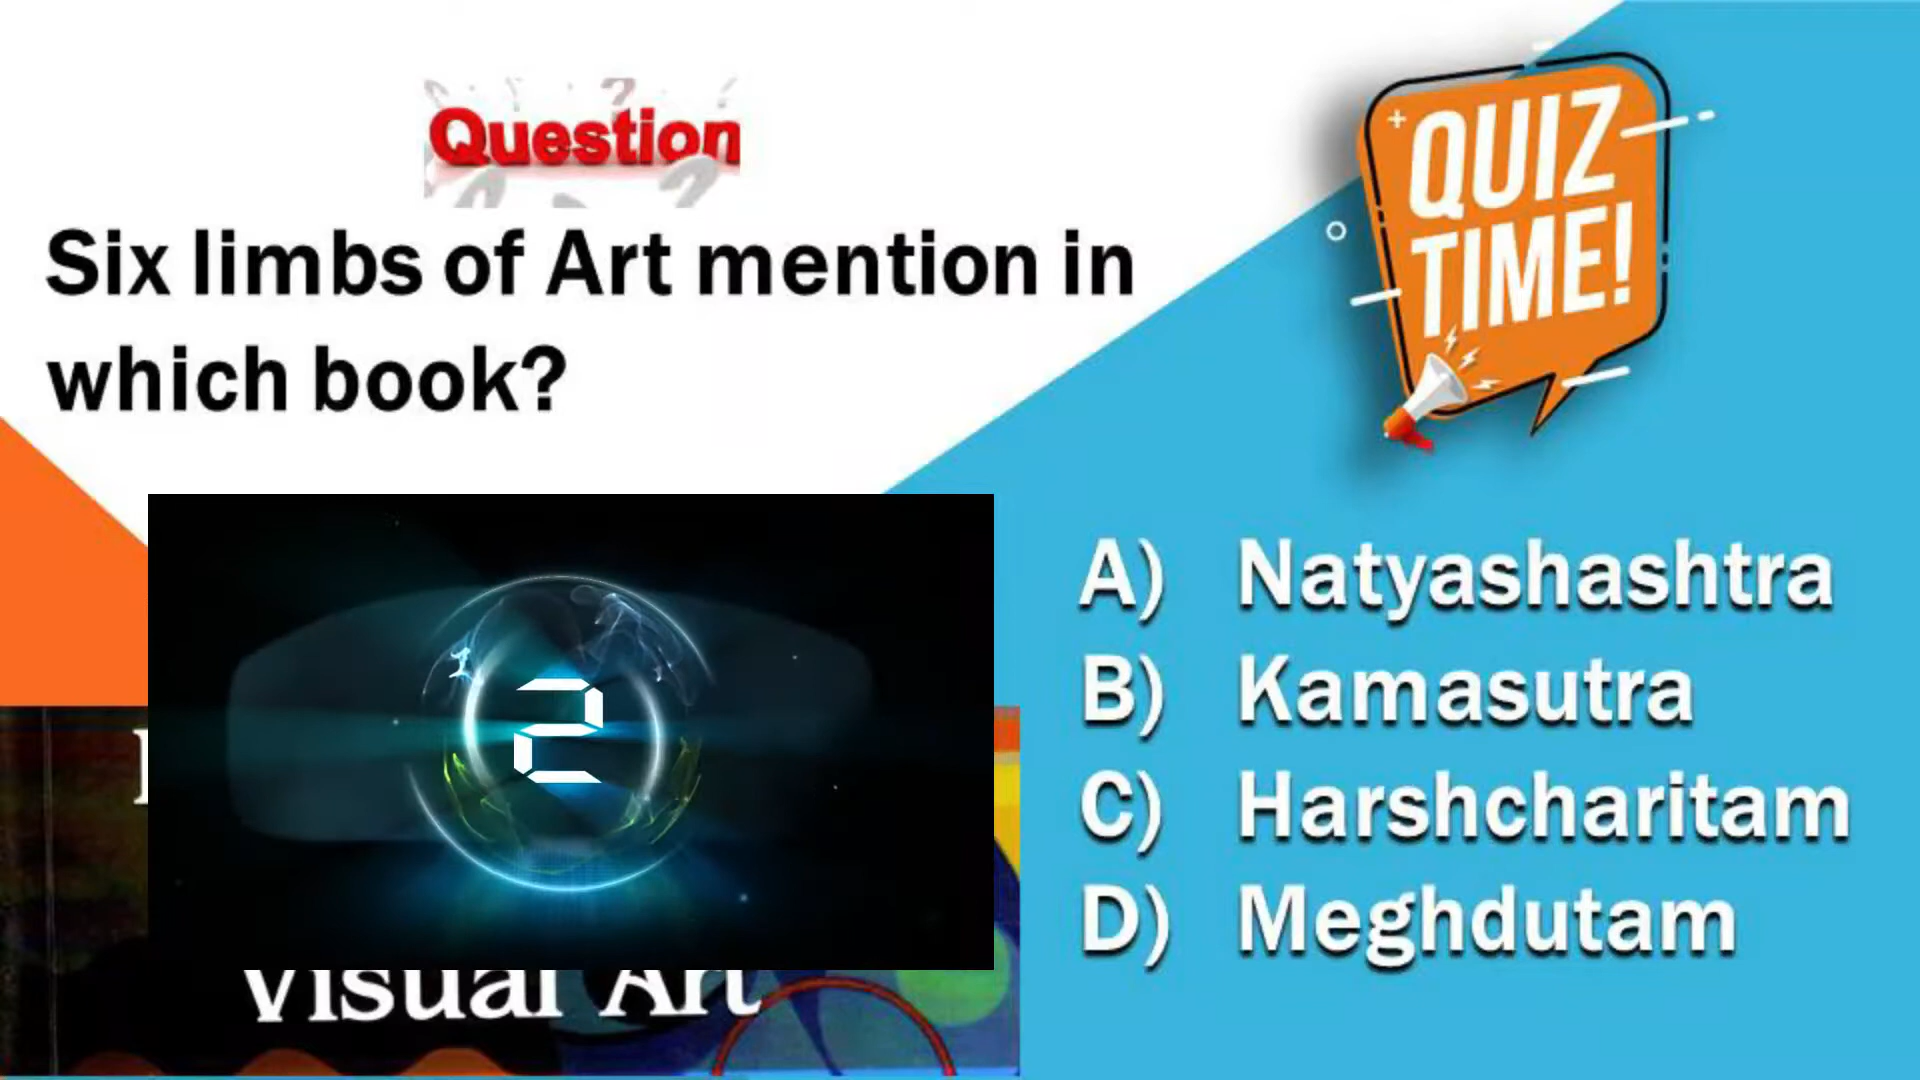 Question
Six limbs of Art mention in
which book?
QUIZ
TIME!
2
A) Natyashashtra
B) Kamasutra
C) Harshcharitam
D) Meghdutam
Visual Art